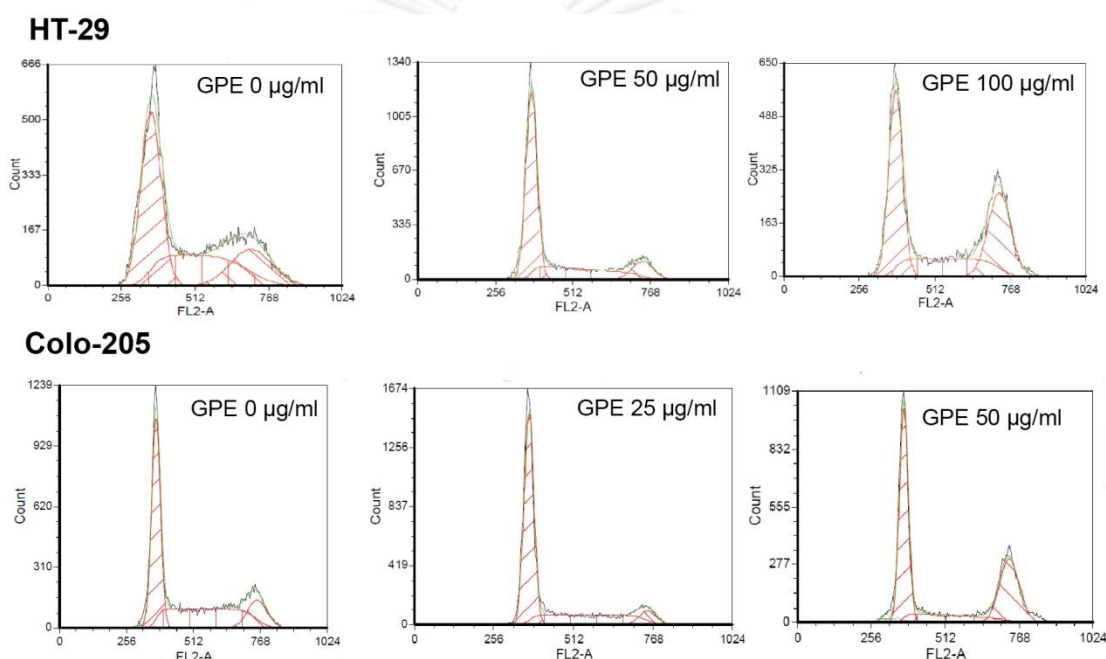 HT-29
GPE 0 µg/ml
Count
666
500
333
167
0
0 256 512 768 1024
FL2-A
GPE 50 µg/ml
Count
1340
1005
670
335
0
0 256 512 768 1024
FL2-A
GPE 100 µg/ml
Count
650
488
325
163
0
0 256 512 768 1024
FL2-A
Colo-205
GPE 0 µg/ml
Count
1239
929
620
310
0
0 256 512 768 1024
FL2-A
GPE 25 µg/ml
Count
1674
1256
837
419
0
0 256 512 768 1024
FL2-A
GPE 50 µg/ml
Count
1109
832
555
277
0
0 256 512 768 1024
FL2-A